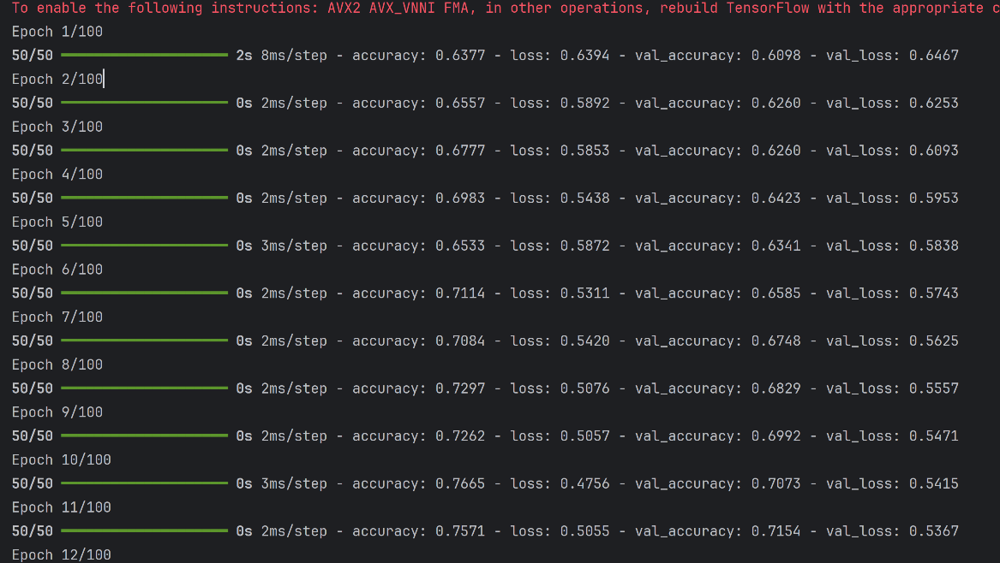 To enable the following instructions: AVX2 AVX_VNNI FMA, in other operations, rebuild TensorFlow with the appropriate c
Epoch 1/100
50/50 2s 8ms/step - accuracy: 0.6377 - loss: 0.6394 - val_accuracy: 0.6098 - val_loss: 0.6467
Epoch 2/100
50/50 0s 2ms/step - accuracy: 0.6557 - loss: 0.5892 - val_accuracy: 0.6260 - val_loss: 0.6253
Epoch 3/100
50/50 0s 2ms/step - accuracy: 0.6777 - loss: 0.5853 - val_accuracy: 0.6260 - val_loss: 0.6093
Epoch 4/100
50/50 0s 2ms/step - accuracy: 0.6983 - loss: 0.5438 - val_accuracy: 0.6423 - val_loss: 0.5953
Epoch 5/100
50/50 0s 3ms/step - accuracy: 0.6533 - loss: 0.5872 - val_accuracy: 0.6341 - val_loss: 0.5838
Epoch 6/100
50/50 0s 2ms/step - accuracy: 0.7114 - loss: 0.5311 - val_accuracy: 0.6585 - val_loss: 0.5743
Epoch 7/100
50/50 0s 2ms/step - accuracy: 0.7084 - loss: 0.5420 - val_accuracy: 0.6748 - val_loss: 0.5625
Epoch 8/100
50/50 0s 2ms/step - accuracy: 0.7297 - loss: 0.5076 - val_accuracy: 0.6829 - val_loss: 0.5557
Epoch 9/100
50/50 0s 2ms/step - accuracy: 0.7262 - loss: 0.5057 - val_accuracy: 0.6992 - val_loss: 0.5471
Epoch 10/100
50/50 0s 3ms/step - accuracy: 0.7665 - loss: 0.4756 - val_accuracy: 0.7073 - val_loss: 0.5415
Epoch 11/100
50/50 0s 2ms/step - accuracy: 0.7571 - loss: 0.5055 - val_accuracy: 0.7154 - val_loss: 0.5367
Epoch 12/100